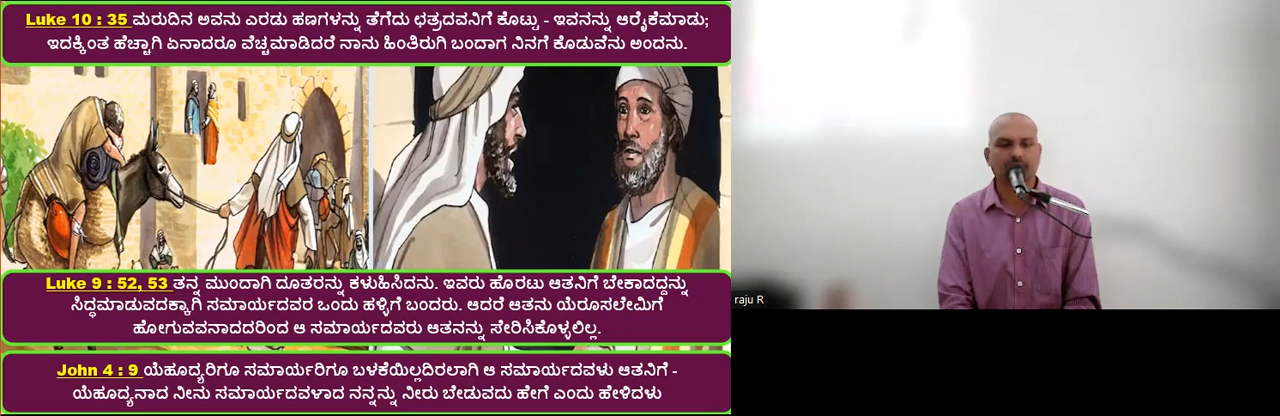 Luke 10 : 35 ಮರುದಿನ ಅವನು ಎರಡು ಹಣಗಳನ್ನು ತೆಗೆದು ಛತ್ರದವನಿಗೆ ಕೊಟ್ಟು - ಇವನನ್ನು ಆರೈಕೆಮಾಡು;
ಇದಕ್ಕಿಂತ ಹೆಚ್ಚಾಗಿ ಏನಾದರೂ ವೆಚ್ಚಮಾಡಿದರೆ ನಾನು ಹಿಂತಿರುಗಿ ಬಂದಾಗ ನಿನಗೆ ಕೊಡುವೆನು ಅಂದನು.
Luke 9 : 52, 53 ತನ್ನ ಮುಂದಾಗಿ ದೂತರನ್ನು ಕಳುಹಿಸಿದನು. ಇವರು ಹೊರಟು ಆತನಿಗೆ ಬೇಕಾದದ್ದನ್ನು
ಸಿದ್ಧಮಾಡುವದಕ್ಕಾಗಿ ಸಮಾರ್ಯದವರ ಒಂದು ಹಳ್ಳಿಗೆ ಬಂದರು. ಆದರೆ ಆತನು ಯೆರೂಸಲೇಮಿಗೆ
ಹೋಗುವವನಾದದರಿಂದ ಆ ಸಮಾರ್ಯದವರು ಆತನನ್ನು ಸೇರಿಸಿಕೊಳ್ಳಲಿಲ್ಲ.
John 4 : 9 ಯೆಹೂದ್ಯರಿಗೂ ಸಮಾರ್ಯರಿಗೂ ಬಳಕೆಯಿಲ್ಲದಿರಲಾಗಿ ಆ ಸಮಾರ್ಯದವಳು ಆತನಿಗೆ -
ಯೆಹೂದ್ಯನಾದ ನೀನು ಸಮಾರ್ಯದವಳಾದ ನನ್ನನ್ನು ನೀರು ಬೇಡುವದು ಹೇಗೆ ಎಂದು ಹೇಳಿದಳು
raju R